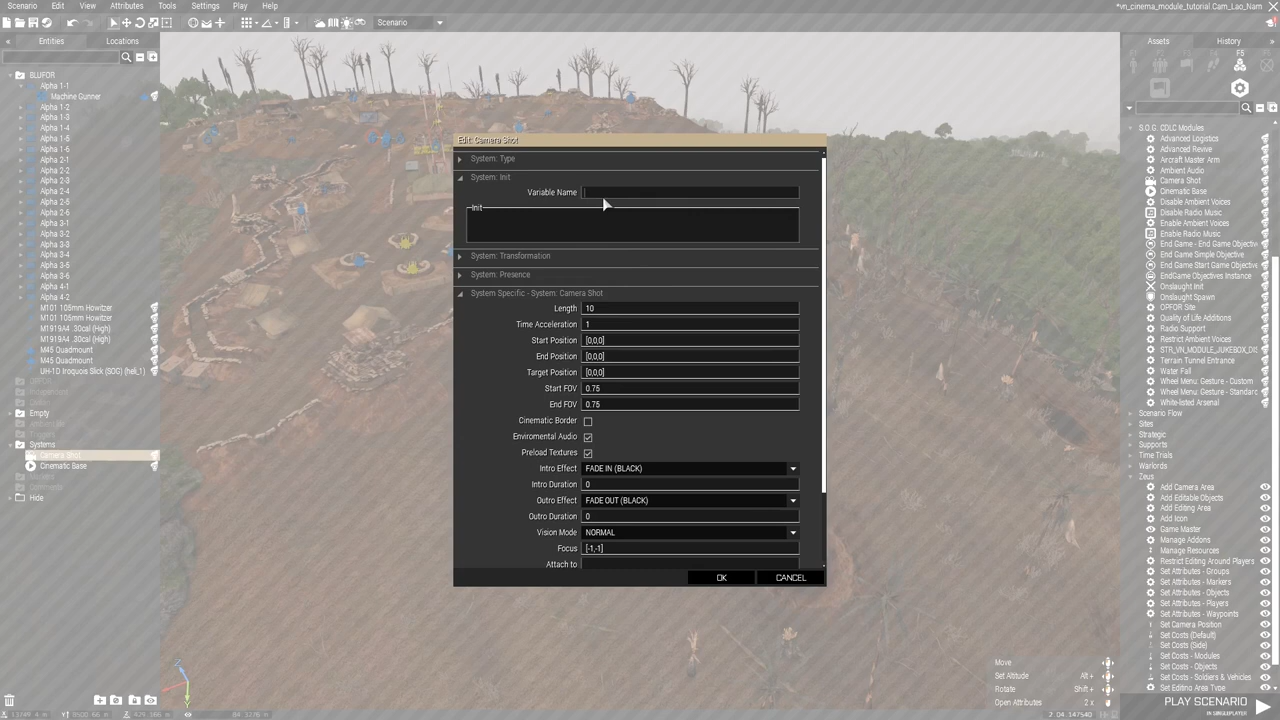 Scenario View Attributes Tools Settings Play Help
*vn_cinema_module_tutorial.Cam_Lao_Nam
Scenario
Entities Locations
BLUFOR
Alpha 1-1
Machine Gunner
Alpha 1-2
Alpha 1-3
Alpha 1-4
Alpha 1-5
Alpha 1-6
Alpha 2-1
Alpha 2-2
Alpha 2-3
Alpha 2-4
Alpha 2-5
Alpha 2-6
Alpha 3-1
Alpha 3-2
Alpha 3-3
Alpha 3-4
Alpha 3-5
Alpha 3-6
Alpha 4-1
Alpha 4-2
M101 105mm Howitzer
M101 105mm Howitzer
M1919A4 .30cal (High)
M1919A4 .30cal (High)
M45 Quadmount
M45 Quadmount
UH-1D Iroquois Slick (SOG) (heli_1)
Empty
Systems
Camera Shot
Cinematic Base
Hide
Edit: Camera Shot
System: Type
System: Init
Variable Name
Init
System: Transformation
System: Presence
System Specific - System: Camera Shot
Length 10
Time Acceleration 1
Start Position [0,0,0]
End Position [0,0,0]
Target Position [0,0,0]
Start FOV 0.75
End FOV 0.75
Cinematic Border
Enviromental Audio
Preload Textures
Intro Effect FADE IN (BLACK)
Intro Duration 0
Outro Effect FADE OUT (BLACK)
Outro Duration 0
Vision Mode NORMAL
Focus [-1,-1]
Attach to
OK CANCEL
Assets History
F5
S.O.G. CDLC Modules
Advanced Logistics
Advanced Revive
Aircraft Master Arm
Ambient Audio
Camera Shot
Cinematic Base
Disable Ambient Voices
Disable Radio Music
Enable Ambient Voices
Enable Radio Music
End Game - End Game Objectiv
End Game Simple Objective
End Game Start Game Objective
EndGame Objectives Instance
Onslaught Init
Onslaught Spawn
OPFOR Site
Quality of Life Additions
Radio Support
Restrict Ambient Voices
STR_VN_MODULE_JUKEBOX_DIS
Terrain Tunnel Entrance
Water Fall
Wheel Menu: Gesture - Custom
Wheel Menu: Gesture - Standard
White-listed Arsenal
Scenario Flow
Sites
Strategic
Supports
Time Trials
Warlords
Zeus
Add Camera Area
Add Editable Objects
Add Editing Area
Add Icon
Game Master
Manage Addons
Manage Resources
Restrict Editing Around Players
Set Attributes - Groups
Set Attributes - Markers
Set Attributes - Objects
Set Attributes - Players
Set Attributes - Waypoints
Set Camera Position
Set Costs (Default)
Set Costs (Side)
Set Costs - Modules
Set Costs - Objects
Set Costs - Soldiers & Vehicles
Set Editing Area Type
Move
Set Altitude Alt +
Rotate Shift +
Open Attributes 2 x
PLAY SCENARIO
IN SINGLEPLAYER
2.04.147540